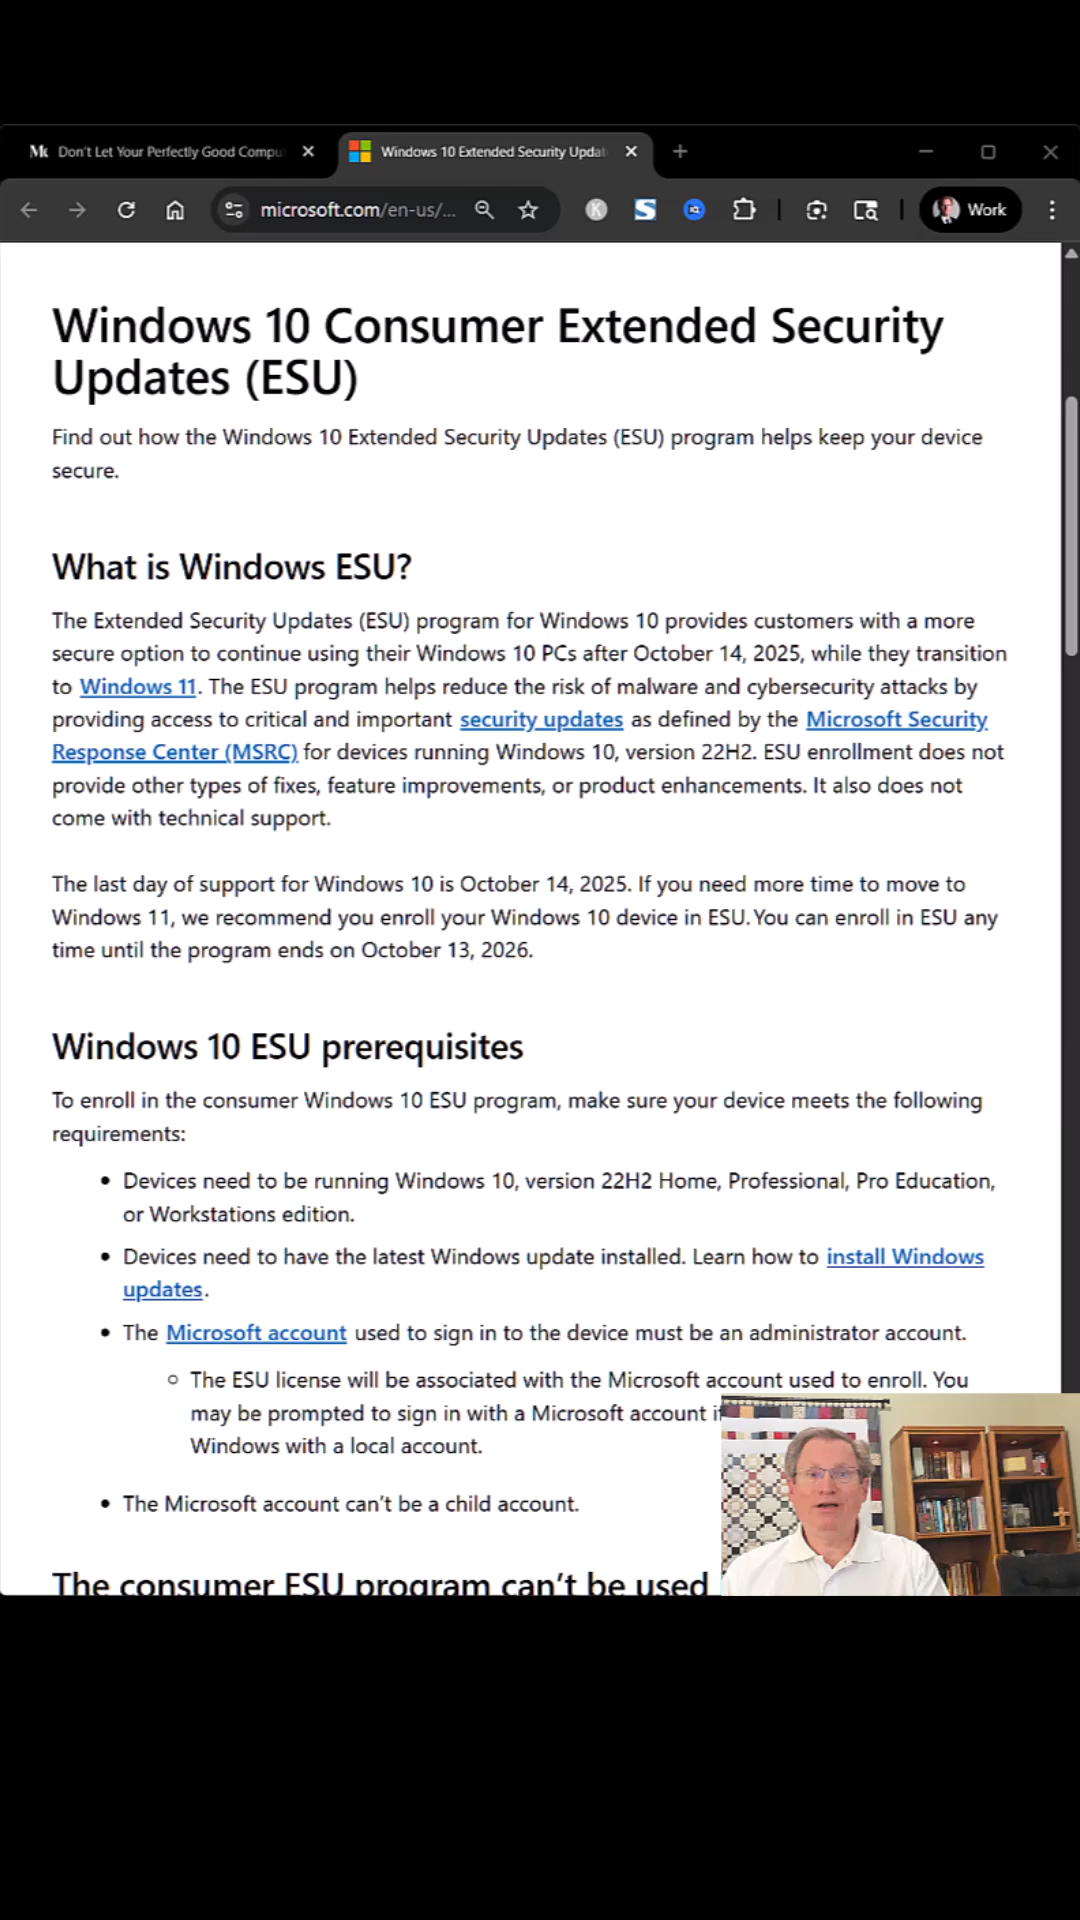 Don't Let Your Perfectly Good Compu
Windows 10 Extended Security Updat
microsoft.com/en-us/...
Work
Windows 10 Consumer Extended Security
Updates (ESU)
Find out how the Windows 10 Extended Security Updates (ESU) program helps keep your device
secure.
What is Windows ESU?
The Extended Security Updates (ESU) program for Windows 10 provides customers with a more
secure option to continue using their Windows 10 PCs after October 14, 2025, while they transition
to Windows 11. The ESU program helps reduce the risk of malware and cybersecurity attacks by
providing access to critical and important security updates as defined by the Microsoft Security
Response Center (MSRC) for devices running Windows 10, version 22H2. ESU enrollment does not
provide other types of fixes, feature improvements, or product enhancements. It also does not
come with technical support.
The last day of support for Windows 10 is October 14, 2025. If you need more time to move to
Windows 11, we recommend you enroll your Windows 10 device in ESU. You can enroll in ESU any
time until the program ends on October 13, 2026.
Windows 10 ESU prerequisites
To enroll in the consumer Windows 10 ESU program, make sure your device meets the following
requirements:
• Devices need to be running Windows 10, version 22H2 Home, Professional, Pro Education,
or Workstations edition.
• Devices need to have the latest Windows update installed. Learn how to install Windows
updates.
• The Microsoft account used to sign in to the device must be an administrator account.
○ The ESU license will be associated with the Microsoft account used to enroll. You
may be prompted to sign in with a Microsoft account
Windows with a local account.
• The Microsoft account can't be a child account.
The consumer ESU program can't be used